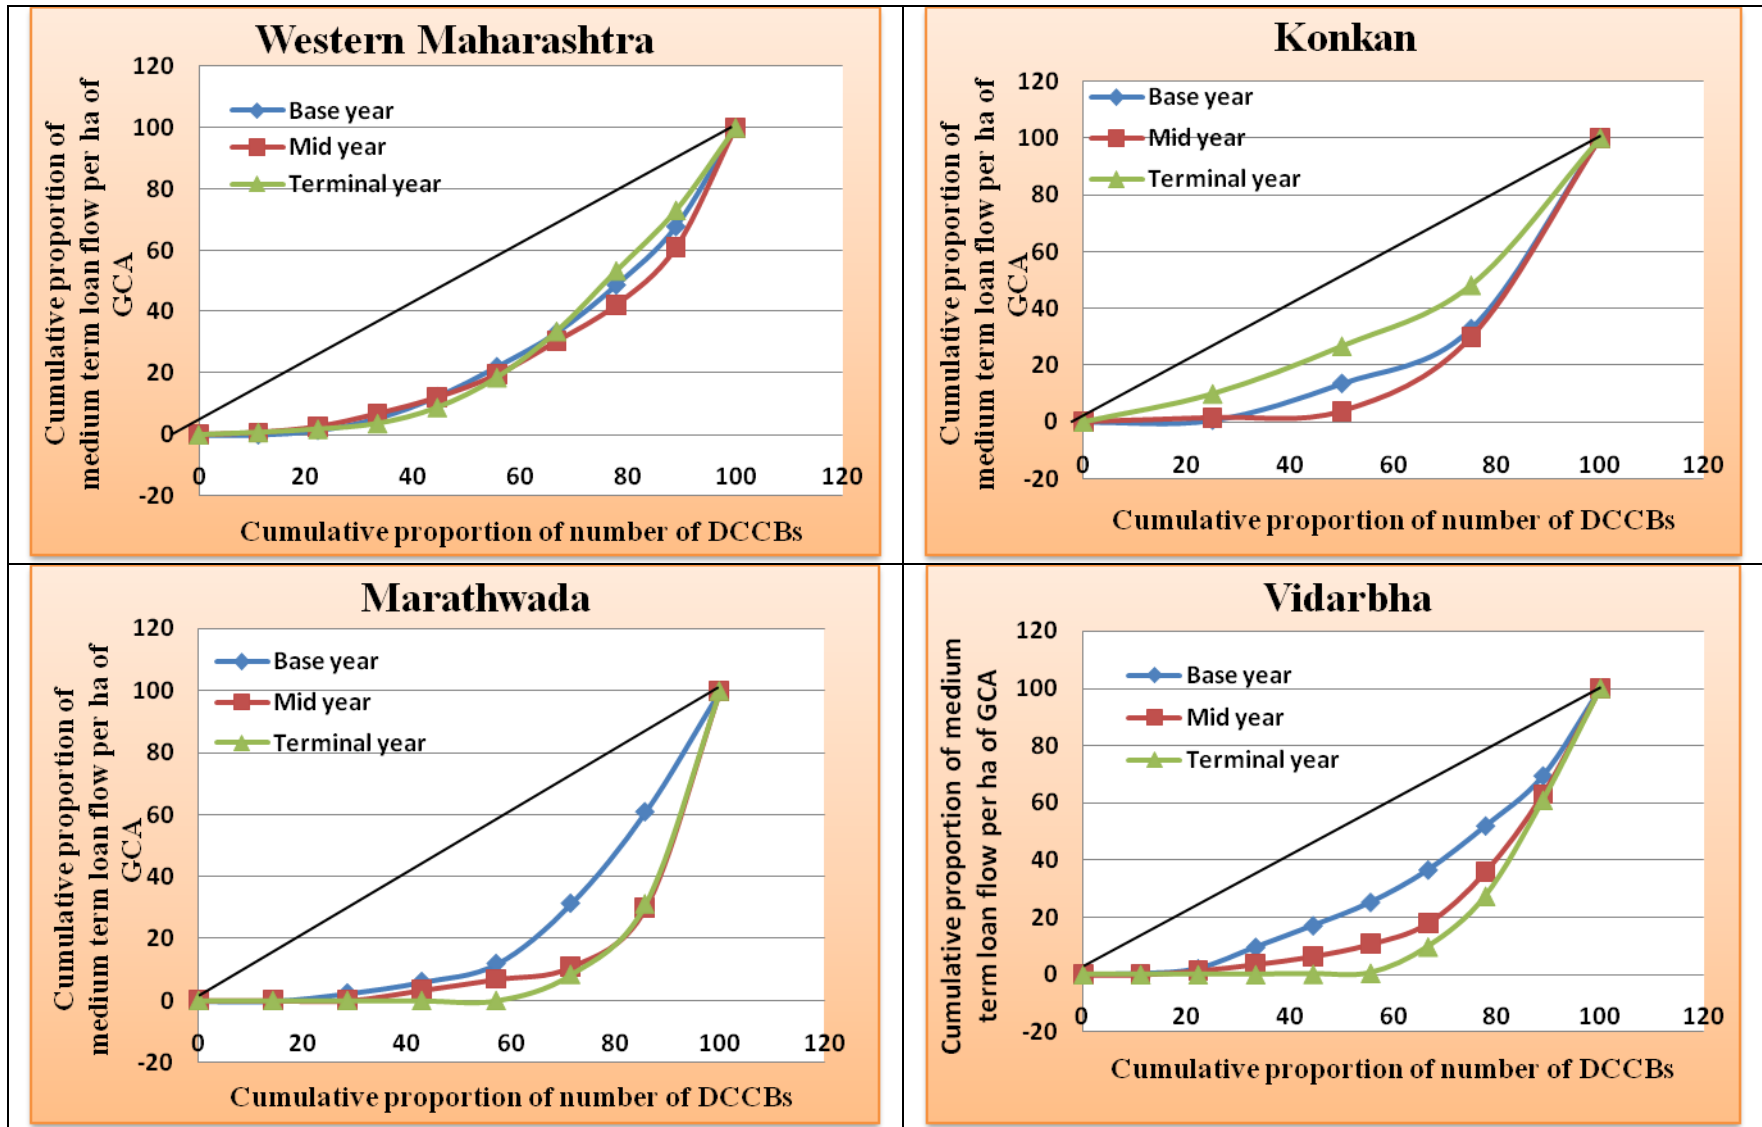 Western Maharashtra
Cumulative proportion of
medium term loan flow per ha of
GCA
120
100
80
60
40
20
0
-20
Base year
Mid year
Terminal year
0
20
40
60
80
100
120
Cumulative proportion of number of DCCBs
Konkan
Cumulative proportion of
medium term loan flow per ha of
GCA
120
100
80
60
40
20
0
-20
Base year
Mid year
Terminal year
0
20
40
60
80
100
120
Cumulative proportion of number of DCCBs
Marathwada
Cumulative proportion of
medium term loan flow per ha of
GCA
120
100
80
60
40
20
0
-20
Base year
Mid year
Terminal year
0
20
40
60
80
100
120
Cumulative proportion of number of DCCBs
Vidarbha
Cumulative proportion of medium
term loan flow per ha of GCA
120
100
80
60
40
20
0
-20
Base year
Mid year
Terminal year
0
20
40
60
80
100
120
Cumulative proportion of number of DCCBs